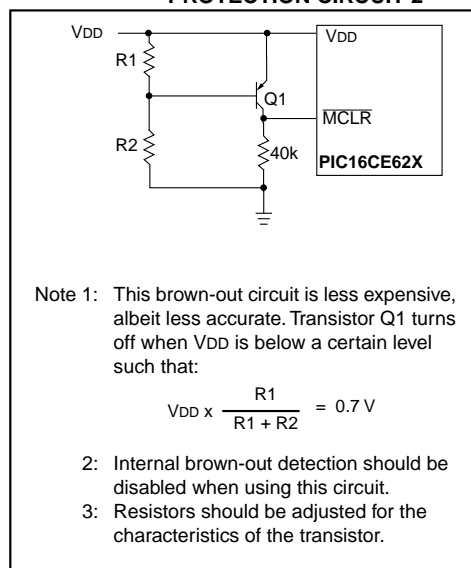 PROTECTION CIRCUIT 2
VDD
VDD
R1
Q1
MCLR
R2
40k
PIC16CE62X
Note 1: This brown-out circuit is less expensive,
albeit less accurate. Transistor Q1 turns
off when VDD is below a certain level
such that:
VDD x R1 / R1 + R2 = 0.7 V
2: Internal brown-out detection should be
disabled when using this circuit.
3: Resistors should be adjusted for the
characteristics of the transistor.